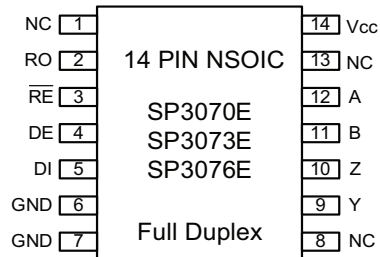 NC 1 14 Vcc
RO 2 14 PIN NSOIC 13 NC
R̅E̅ 3 SP3070E 12 A
DE 4 SP3073E 11 B
DI 5 SP3076E 10 Z
GND 6 9 Y
GND 7 Full Duplex 8 NC